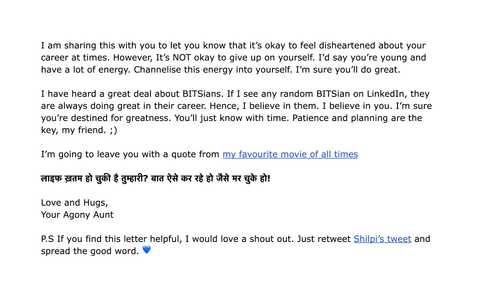 I am sharing this with you to let you know that it's okay to feel disheartened about your
career at times. However, It's NOT okay to give up on yourself. I'd say you're young and
have a lot of energy. Channelise this energy into yourself. I'm sure you'll do great.
I have heard a great deal about BITSians. If I see any random BITSian on LinkedIn, they
are always doing great in their career. Hence, I believe in them. I believe in you. I'm sure
you're destined for greatness. You'll just know with time. Patience and planning are the
key, my friend. ;)
I'm going to leave you with a quote from my favourite movie of all times
लाइफ ख़तम हो चुकी है तुम्हारी? बात ऐसे कर रहे हो जैसे मर चुके हो!
Love and Hugs,
Your Agony Aunt
P.S If you find this letter helpful, I would love a shout out. Just retweet Shilpi's tweet and
spread the good word. 💙